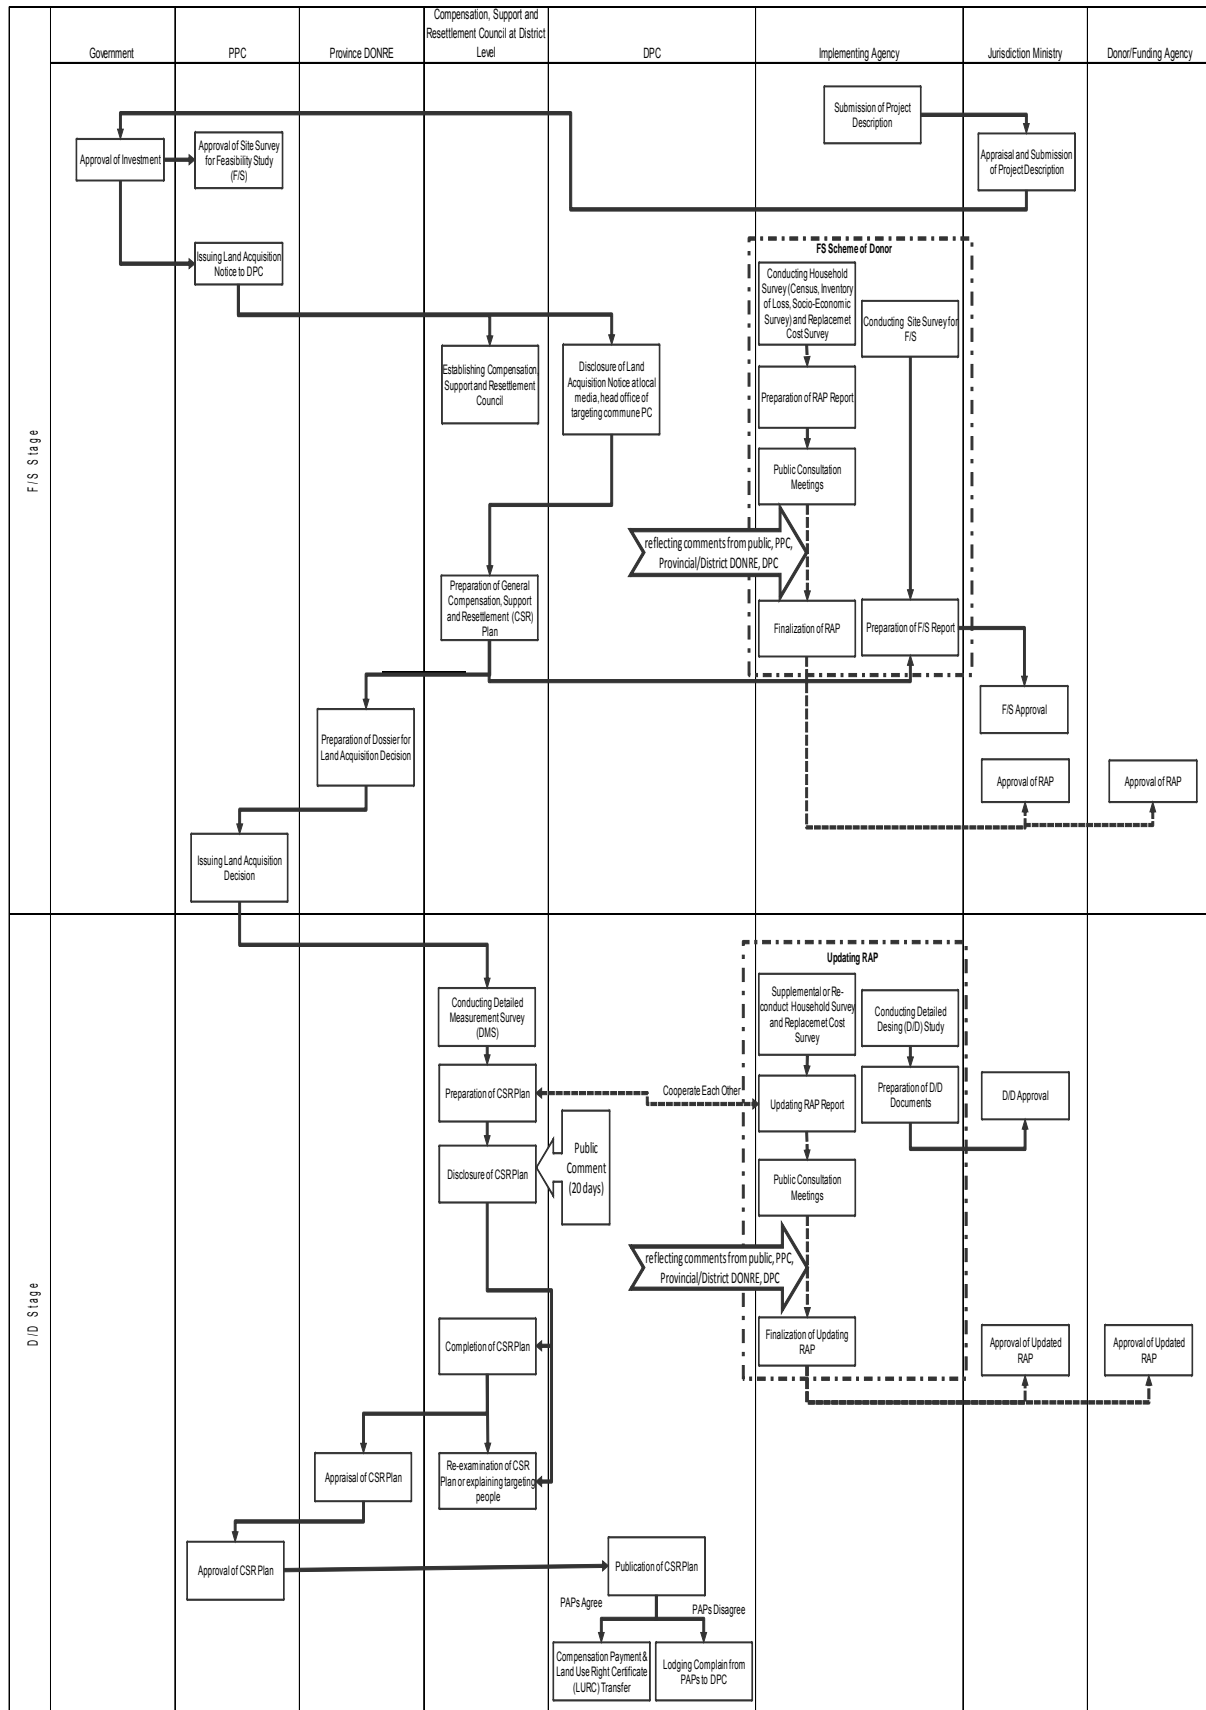 Government
PPC
Province DONRE
Compensation, Support and
Resettlement Council at District
Level
DPC
Implementing Agency
Jurisdiction Ministry
Donor/Funding Agency
F/S Stage
Submission of Project
Description
Approval of Investment
Approval of Site Survey
for Feasibility Study
(F/S)
Appraisal and Submission
of Project Description
Issuing Land Acquisition
Notice to DPC
FS Scheme of Donor
Conducting Household
Survey (Census, Inventory
of Loss, Socio-Economic
Survey) and Replacemet
Cost Survey
Conducting Site Survey for
F/S
Establishing Compensation,
Support and Resettlement
Council
Disclosure of Land
Acquisition Notice at local
media, head office of
targeting commune PC
Preparation of RAP Report
Public Consultation
Meetings
reflecting comments from public, PPC,
Provincial/District DONRE, DPC
Preparation of General
Compensation, Support
and Resettlement (CSR)
Plan
Finalization of RAP
Preparation of F/S Report
F/S Approval
Preparation of Dossier for
Land Acquisition Decision
Approval of RAP
Approval of RAP
Issuing Land Acquisition
Decision
D/D Stage
Updating RAP
Conducting Detailed
Measurement Survey
(DMS)
Supplemental or Re-
conduct Household Survey
and Replacemet Cost
Survey
Conducting Detailed
Desing (D/D) Study
Preparation of CSR Plan
Cooperate Each Other
Updating RAP Report
Preparation of D/D
Documents
D/D Approval
Disclosure of CSR Plan
Public
Comment
(20 days)
Public Consultation
Meetings
reflecting comments from public, PPC,
Provincial/District DONRE, DPC
Completion of CSR Plan
Finalization of Updating
RAP
Approval of Updated
RAP
Approval of Updated
RAP
Appraisal of CSR Plan
Re-examination of CSR
Plan or explaining targeting
people
Approval of CSR Plan
Publication of CSR Plan
PAPs Agree
PAPs Disagree
Compensation Payment &
Land Use Right Certificate
(LURC) Transfer
Lodging Complain from
PAPs to DPC